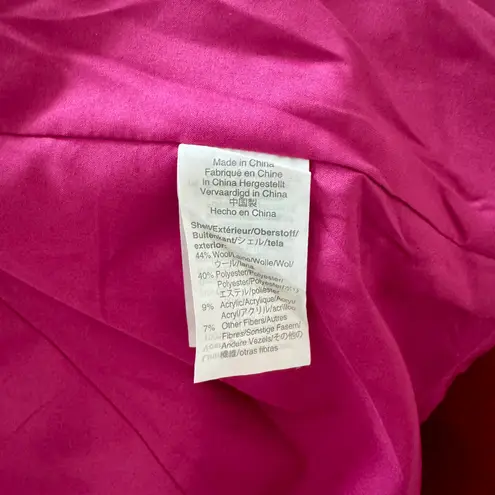 Made in China
Fabriqué en Chine
In China Hergestellt
Vervaardigd in China
中国製
Hecho en China
Shell/Extérieur/Oberstoff/
Buitenkant/シェル/tela
exterior:
44% Wool/Laine/Wolle/Wol/
ウール/lana
40% Polyester/Polyester/
Polyester/Polyester/
エステル/poliéster
9% Acrylic/Acrylique/Acryl/
Acryl/アクリル/
7% Other Fibers/Autres
Fibres/Sonstige Fasern/
Andere Vezels/その他の
繊維/otras fibras